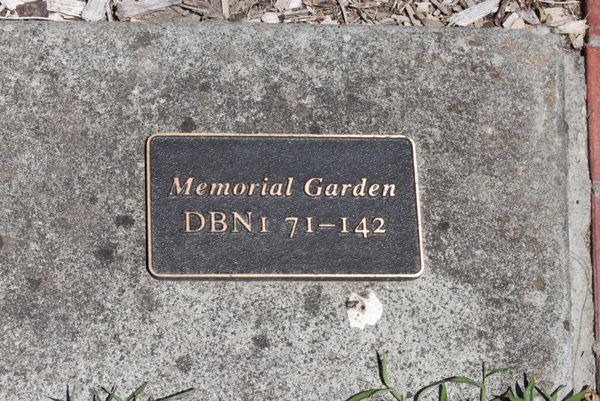 Memorial Garden
DBN1 71–142